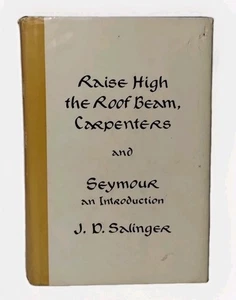 Raise High
the Roof Beam,
Carpenters
and
Seymour
an Introduction
J. D. Salinger